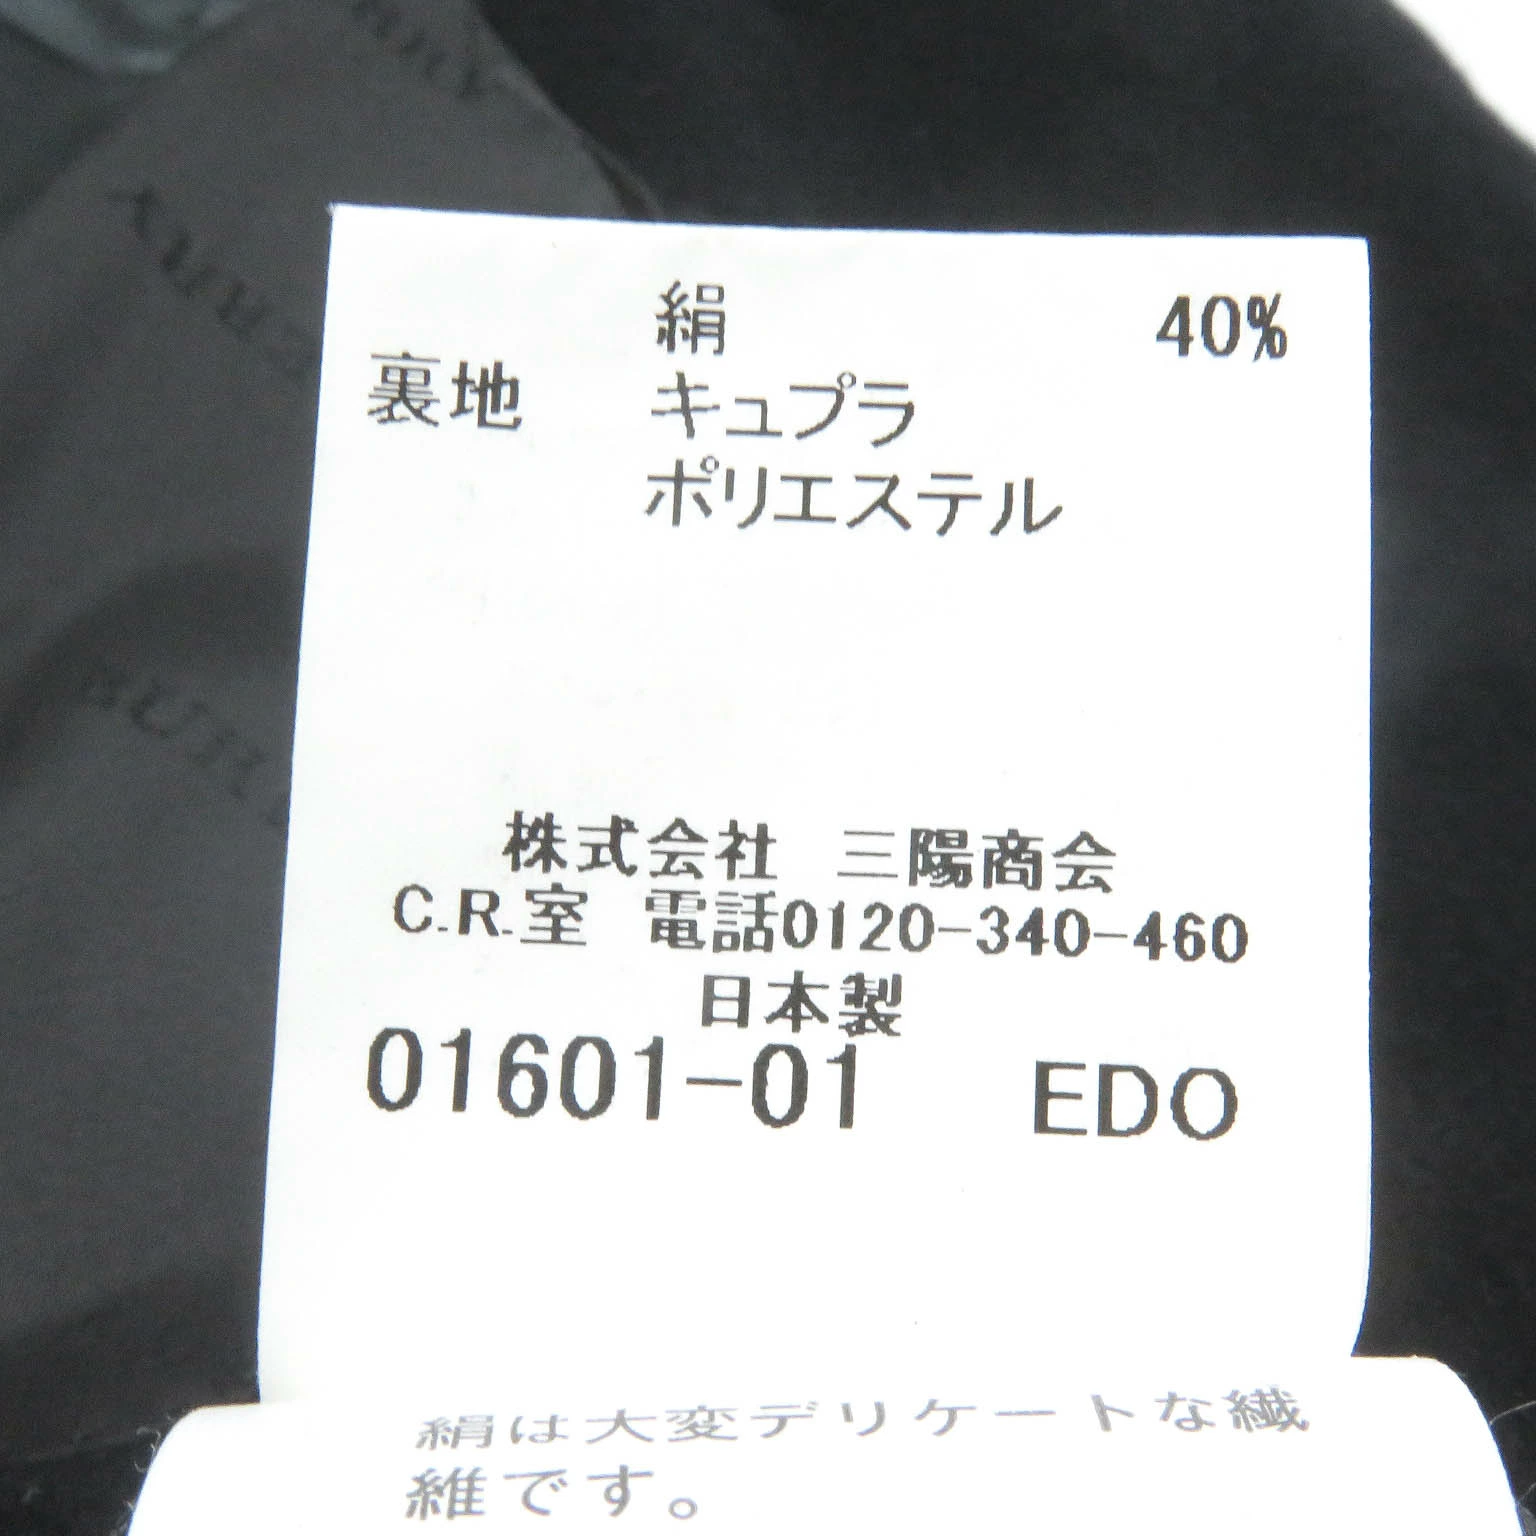 絹 40%
裏地 キュプラ
ポリエステル
株式会社 三陽商会
C.R.室 電話0120-340-460
日本製
01601-01 EDO
絹は大変デリケートな繊
維です。